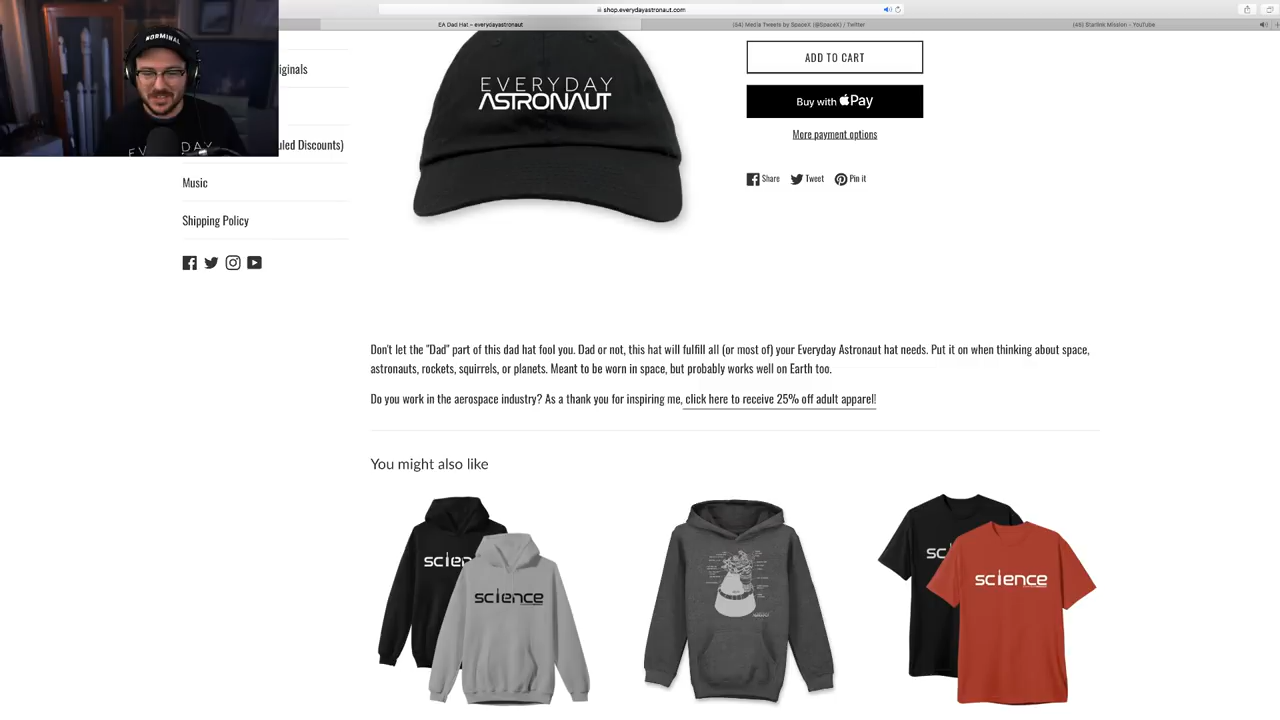 shop.everydayastronaut.com
EA Dad Hat – everydayastronaut
(54) Media Tweets by SpaceX (@SpaceX) / Twitter
(45) Starlink Mission - YouTube
NORMINAL
EVERYDAY
iginals
uled Discounts)
Music
Shipping Policy
EVERYDAY
ASTRONAUT
ADD TO CART
Buy with Pay
More payment options
Share
Tweet
Pin it
Don't let the "Dad" part of this dad hat fool you. Dad or not, this hat will fulfill all (or most of) your Everyday Astronaut hat needs. Put it on when thinking about space,
astronauts, rockets, squirrels, or planets. Meant to be worn in space, but probably works well on Earth too.
Do you work in the aerospace industry? As a thank you for inspiring me, click here to receive 25% off adult apparel!
You might also like
scienc
science
sc
science